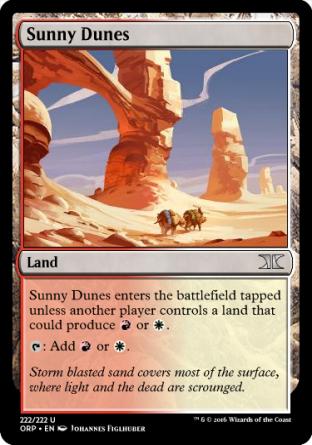 Sunny Dunes
Land
Sunny Dunes enters the battlefield tapped
unless another player controls a land that
could produce R or W.
T: Add R or W.
Storm blasted sand covers most of the surface,
where light and the dead are scrounged.
222/222 U
ORP • EN Johannes Figlhuber
™ & © 2016 Wizards of the Coast